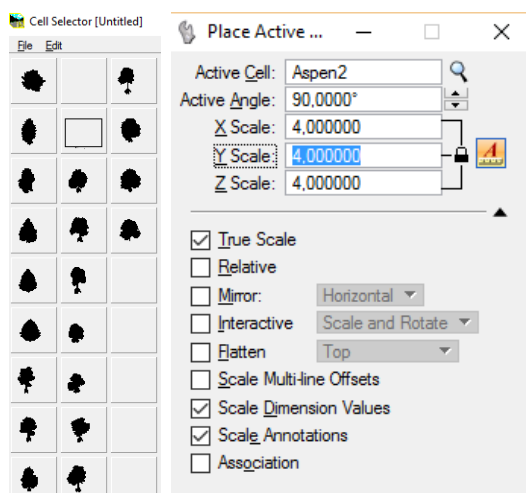 Cell Selector [Untitled]
File Edit
Place Active ...
Active Cell: Aspen2
Active Angle: 90,0000°
X Scale: 4,000000
Y Scale: 4,000000
Z Scale: 4,000000
True Scale
Relative
Mirror: Horizontal
Interactive Scale and Rotate
Flatten Top
Scale Multi-line Offsets
Scale Dimension Values
Scale Annotations
Association